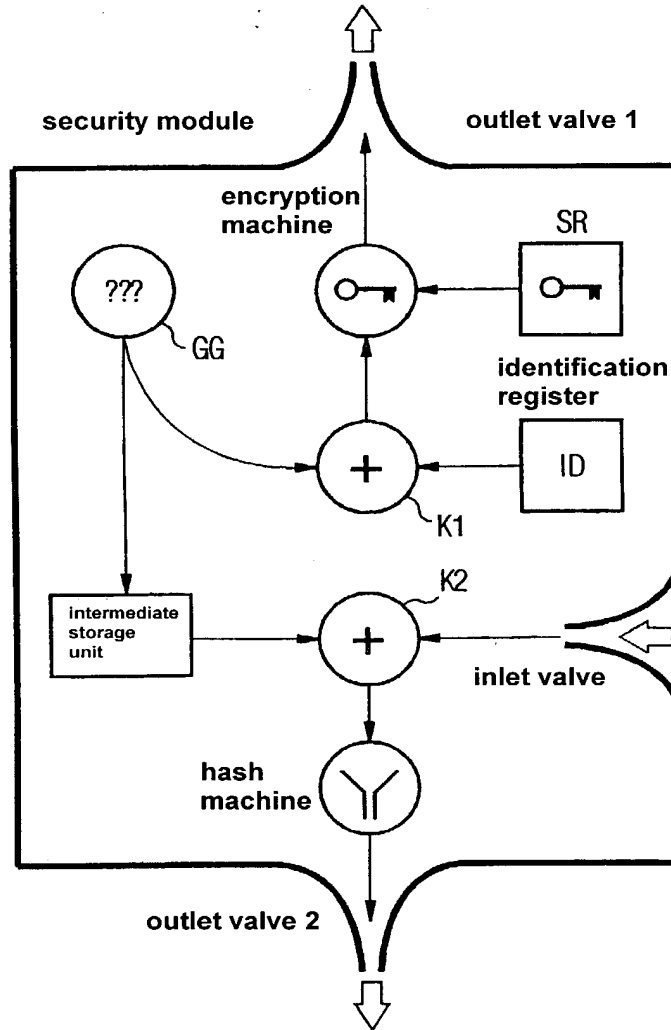 security module
outlet valve 1
encryption
machine
SR
???
GG
identification
register
+
ID
K1
K2
intermediate
storage
unit
+
inlet valve
hash
machine
outlet valve 2